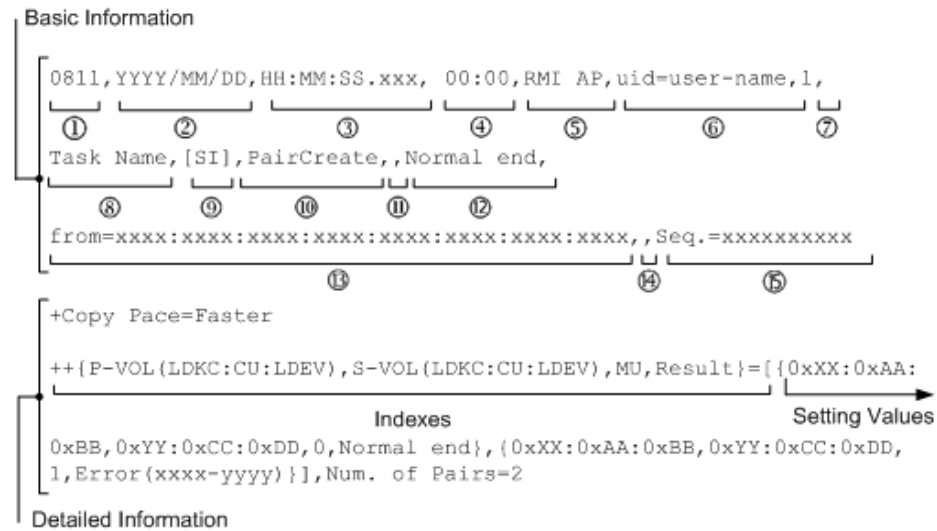 Basic Information
0811,YYYY/MM/DD,HH:MM:SS.xxx, 00:00,RMI AP,uid=user-name,1,
① ② ③ ④ ⑤ ⑥ ⑦
Task Name,[SI],PairCreate,,Normal end,
⑧ ⑨ ⑩ ⑪ ⑫
from=xxxx:xxxx:xxxx:xxxx:xxxx:xxxx:xxxx:xxxx,,Seq.=xxxxxxxxxx
⑬ ⑭ ⑮
+Copy Pace=Faster
++{P-VOL(LDKC:CU:LDEV),S-VOL(LDKC:CU:LDEV),MU,Result}=[{0xXX:0xAA:
Indexes Setting Values
0xBB,0xYY:0xCC:0xDD,0,Normal end},{0xXX:0xAA:0xBB,0xYY:0xCC:0xDD,
1,Error(xxxx-yyyy)}],Num. of Pairs=2
Detailed Information